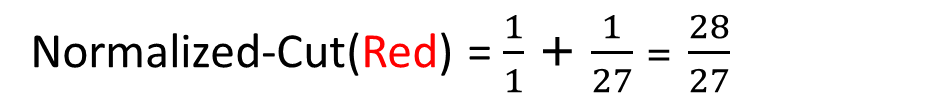 Normalized-Cut(Red) = 1/1 + 1/27 = 28/27